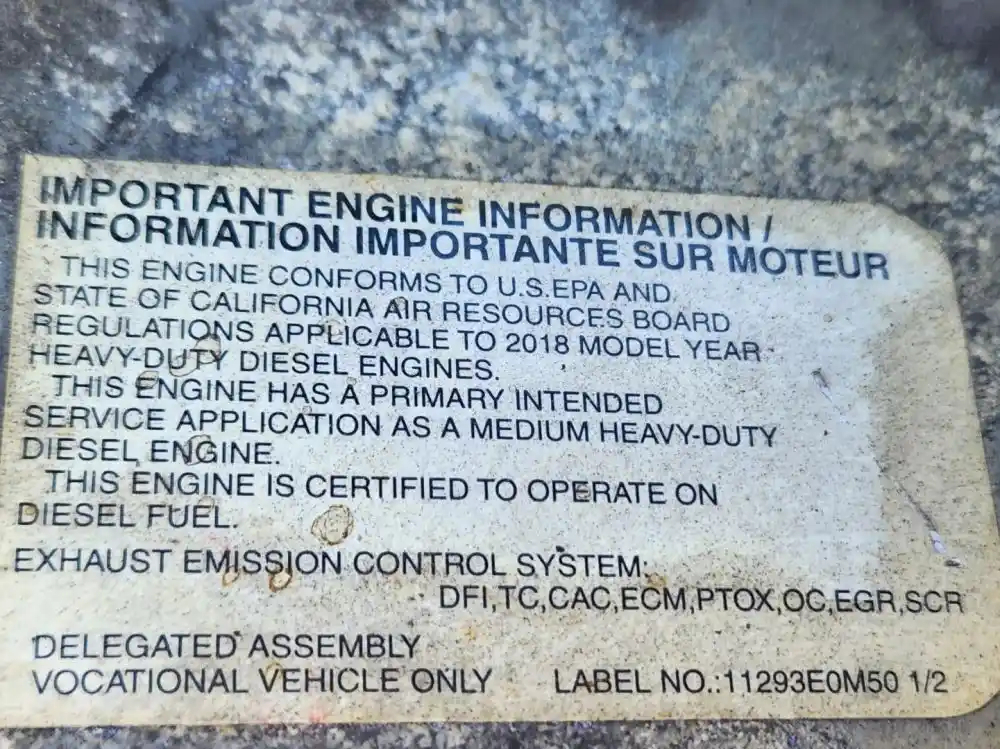 IMPORTANT ENGINE INFORMATION /
INFORMATION IMPORTANTE SUR MOTEUR
THIS ENGINE CONFORMS TO U.S.EPA AND
STATE OF CALIFORNIA AIR RESOURCES BOARD
REGULATIONS APPLICABLE TO 2018 MODEL YEAR
HEAVY-DUTY DIESEL ENGINES.
THIS ENGINE HAS A PRIMARY INTENDED
SERVICE APPLICATION AS A MEDIUM HEAVY-DUTY
DIESEL ENGINE.
THIS ENGINE IS CERTIFIED TO OPERATE ON
DIESEL FUEL.
EXHAUST EMISSION CONTROL SYSTEM:
DFI,TC,CAC,ECM,PTOX,OC,EGR,SCR
DELEGATED ASSEMBLY
VOCATIONAL VEHICLE ONLY LABEL NO.:11293E0M50 1/2